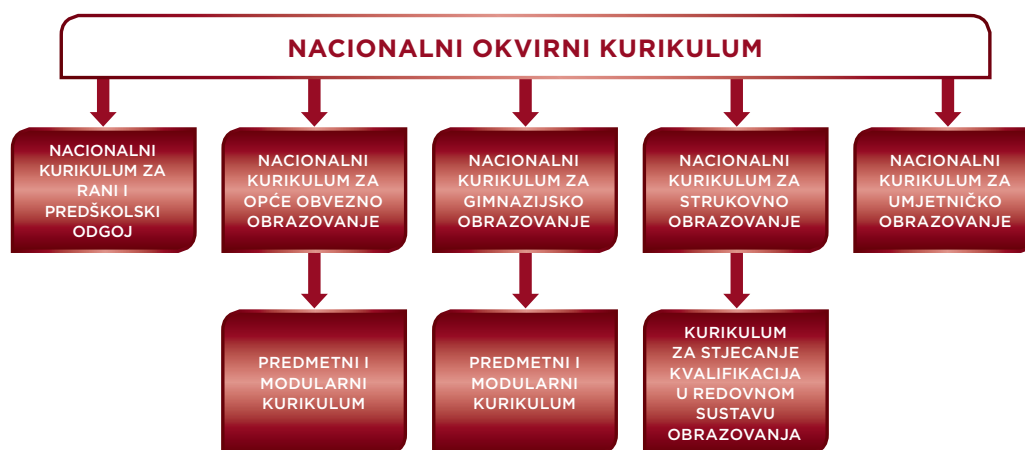 NACIONALNI OKVIRNI KURIKULUM
NACIONALNI
KURIKULUM ZA
RANI I
PREDŠKOLSKI
ODGOJ
NACIONALNI
KURIKULUM ZA
OPĆE OBVEZNO
OBRAZOVANJE
NACIONALNI
KURIKULUM ZA
GIMNAZIJSKO
OBRAZOVANJE
NACIONALNI
KURIKULUM ZA
STRUKOVNO
OBRAZOVANJE
NACIONALNI
KURIKULUM ZA
UMJETNIČKO
OBRAZOVANJE
PREDMETNI I
MODULARNI
KURIKULUM
PREDMETNI I
MODULARNI
KURIKULUM
KURIKULUM
ZA STJECANJE
KVALIFIKACIJA
U REDOVNOM
SUSTAVU
OBRAZOVANJA